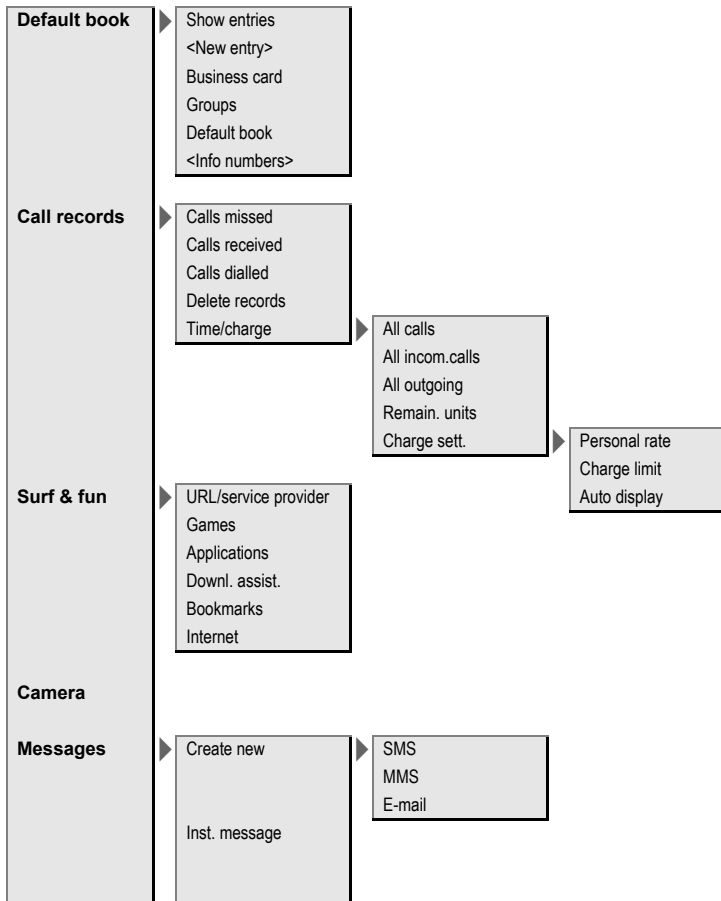 Default book
Show entries
<New entry>
Business card
Groups
Default book
<Info numbers>
Call records
Calls missed
Calls received
Calls dialled
Delete records
Time/charge
All calls
All incom.calls
All outgoing
Remain. units
Charge sett.
Personal rate
Charge limit
Auto display
Surf & fun
URL/service provider
Games
Applications
Downl. assist.
Bookmarks
Internet
Camera
Messages
Create new
SMS
MMS
E-mail
Inst. message